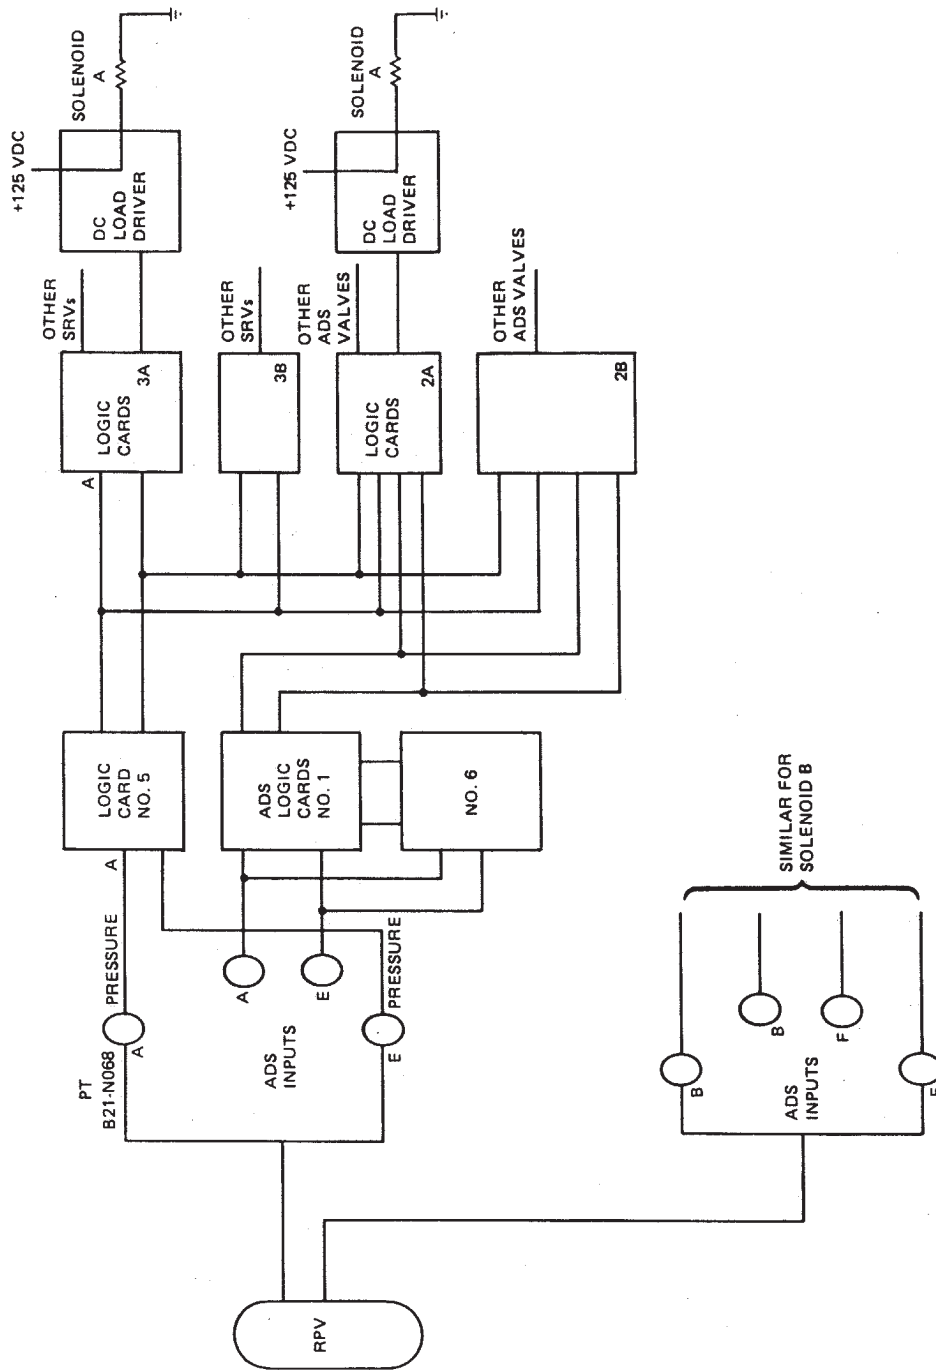 +125 VDC
SOLENOID
A
OTHER
SRVs
DC
LOAD
DRIVER
PT
B21-N068
PRESSURE
A
A
LOGIC
CARD
NO. 5
A
LOGIC
CARDS
3A
OTHER
SRVs
3B
+125 VDC
SOLENOID
A
DC
LOAD
DRIVER
A
E
ADS
INPUTS
ADS
LOGIC
CARDS
NO. 1
OTHER
ADS
VALVES
LOGIC
CARDS
2A
RPV
E
PRESSURE
NO. 6
OTHER
ADS VALVES
2B
B
B
ADS
INPUTS
F
F
SIMILAR FOR
SOLENOID B